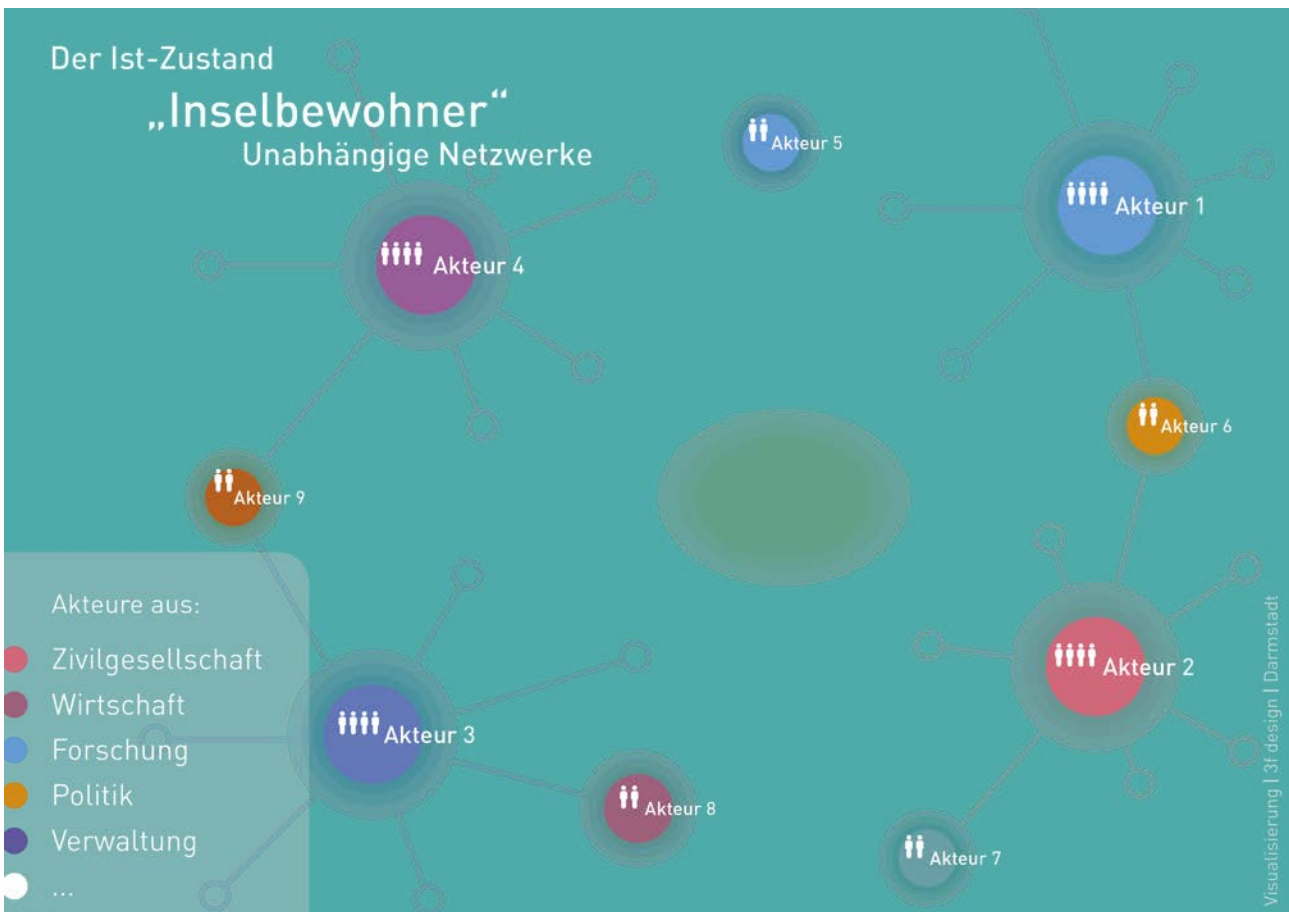 Der Ist-Zustand
„Inselbewohner“
Unabhängige Netzwerke
Akteur 5
Akteur 1
Akteur 4
Akteur 6
Akteur 9
Akteur 2
Akteur 3
Akteur 8
Akteur 7
Akteure aus:
Zivilgesellschaft
Wirtschaft
Forschung
Politik
Verwaltung
...
Visualisierung | 3f design | Darmstadt